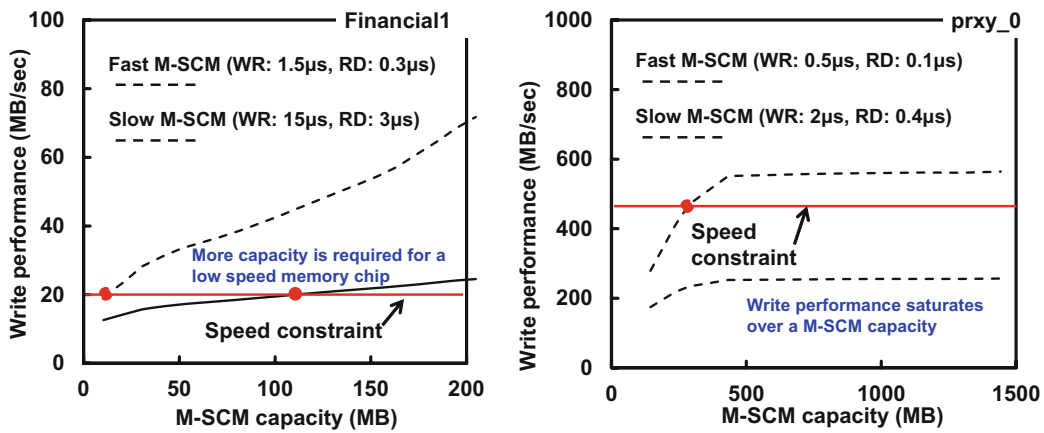 Financial1
100
80
60
40
20
0
Write performance (MB/sec)
Fast M-SCM (WR: 1.5µs, RD: 0.3µs)
Slow M-SCM (WR: 15µs, RD: 3µs)
More capacity is required for a
low speed memory chip
Speed constraint
0 50 100 150 200
M-SCM capacity (MB)
prxy_0
1000
800
600
400
200
0
Write performance (MB/sec)
Fast M-SCM (WR: 0.5µs, RD: 0.1µs)
Slow M-SCM (WR: 2µs, RD: 0.4µs)
Speed
constraint
Write performance saturates
over a M-SCM capacity
0 500 1000 1500
M-SCM capacity (MB)